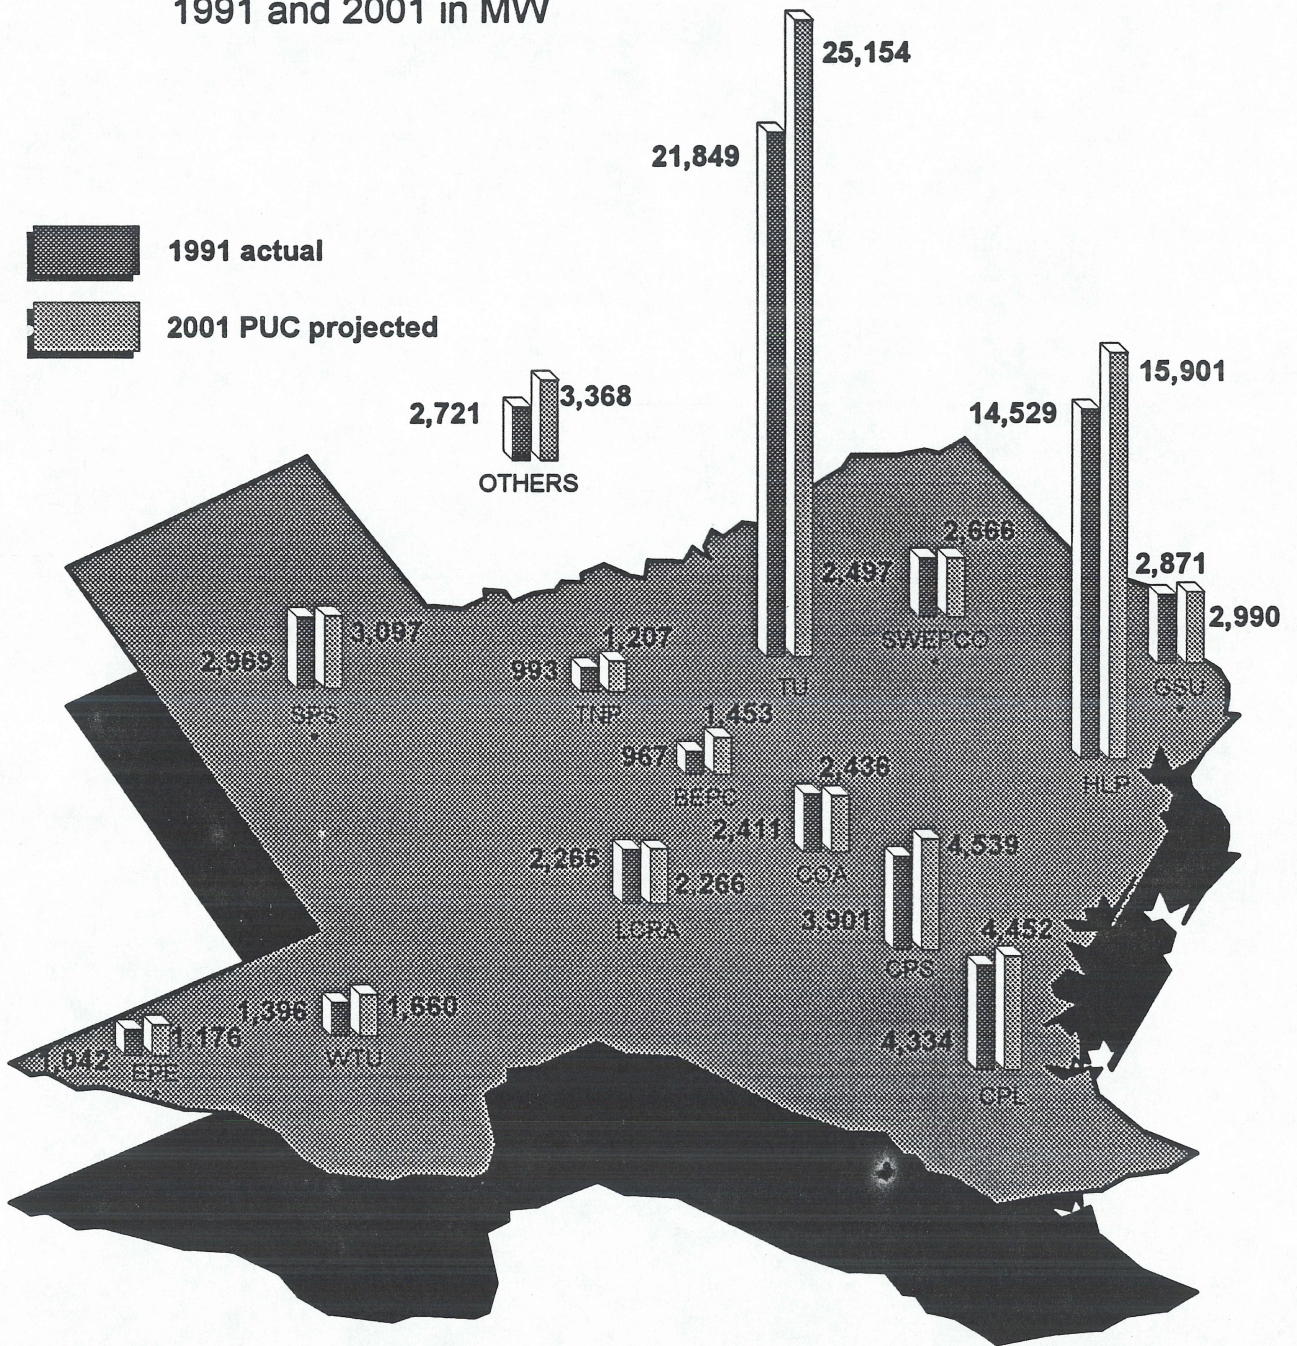 1991 and 2001 in MW
25,154
21,849
1991 actual
2001 PUC projected
15,901
2,721
3,368
14,529
OTHERS
2,666
2,497
2,871
2,990
SWEPCO
*
3,097
2,969
SPS
*
1,207
993
TNP
TU
GSU
*
1,453
967
BEPC
HLP
2,436
2,411
COA
2,266
2,266
LCRA
4,539
3,901
CPS
4,452
4,334
CPL
1,396
1,660
WTU
1,042
1,176
EPE
*